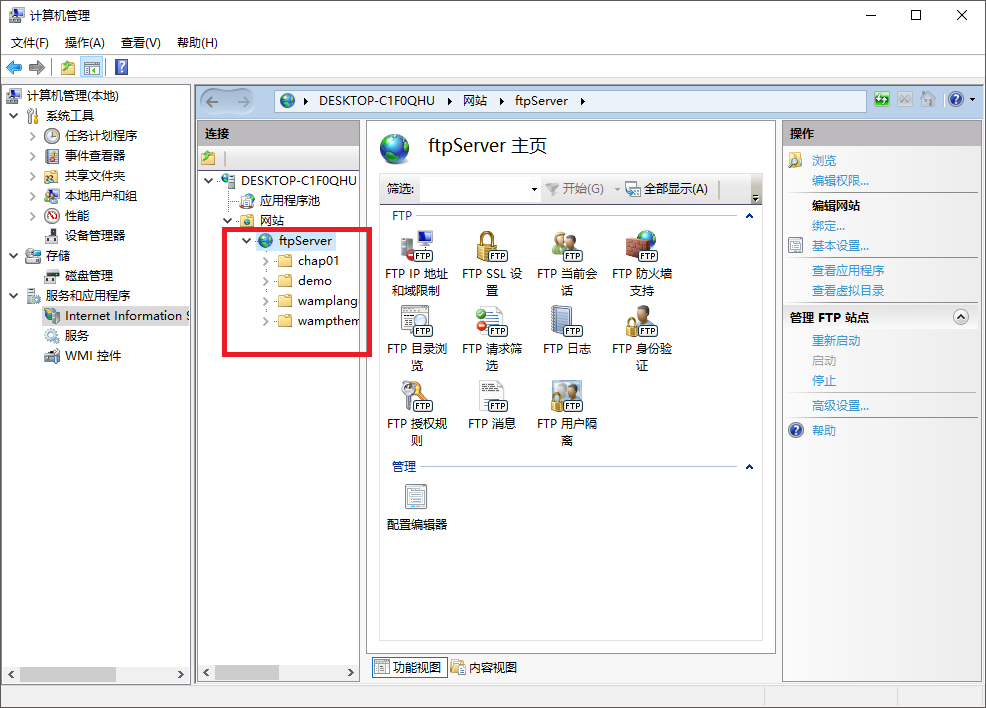 计算机管理
文件(F) 操作(A) 查看(V) 帮助(H)
计算机管理(本地)
系统工具
任务计划程序
事件查看器
共享文件夹
本地用户和组
性能
设备管理器
存储
磁盘管理
服务和应用程序
Internet Information S
服务
WMI 控件
DESKTOP-C1F0QHU 网站 ftpServer
连接
DESKTOP-C1F0QHU
应用程序池
网站
ftpServer
chap01
demo
wamplang
wampthem
ftpServer 主页
筛选: 开始(G) 全部显示(A)
FTP
FTP IP 地址
和域限制
FTP SSL 设
置
FTP 当前会
话
FTP 防火墙
支持
FTP 目录浏
览
FTP 请求筛
选
FTP 日志
FTP 身份验
证
FTP 授权规
则
FTP 消息
FTP 用户隔
离
管理
配置编辑器
功能视图 内容视图
操作
浏览
编辑权限...
编辑网站
绑定...
基本设置...
查看应用程序
查看虚拟目录
管理 FTP 站点
重新启动
启动
停止
高级设置...
帮助